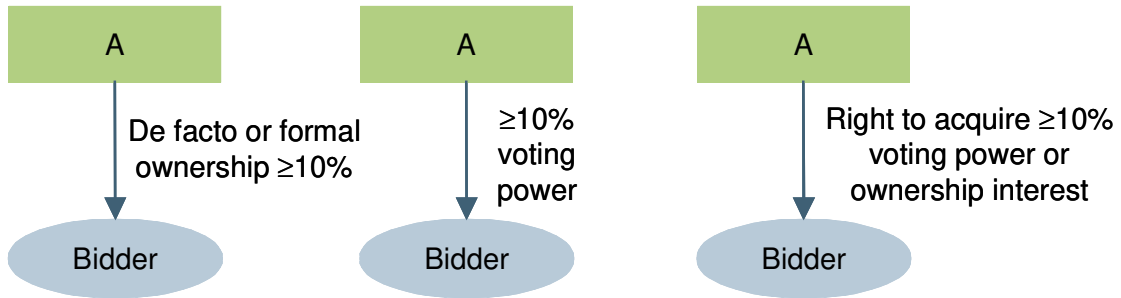 A
De facto or formal
ownership ≥10%
Bidder
A
≥10%
voting
power
Bidder
A
Right to acquire ≥10%
voting power or
ownership interest
Bidder